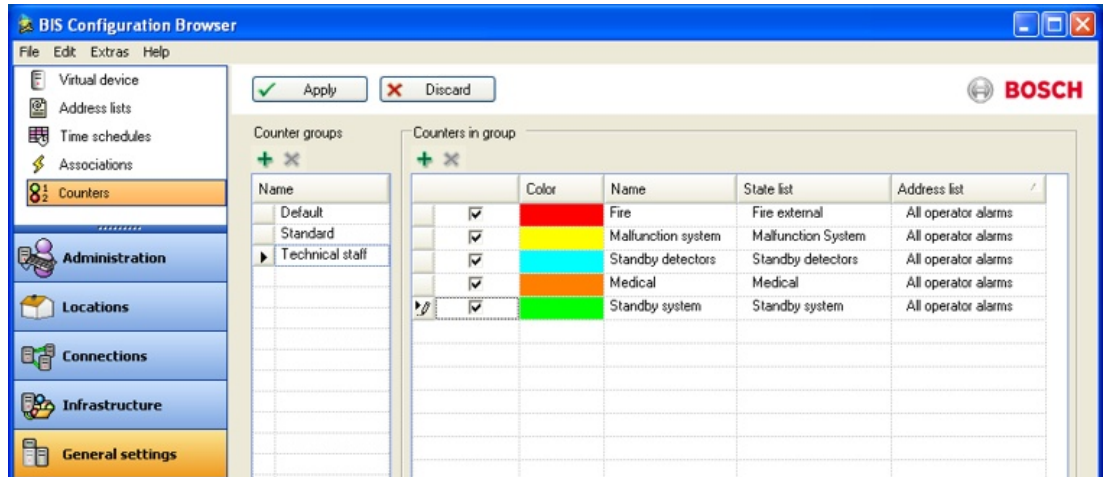 BIS Configuration Browser
File Edit Extras Help
Virtual device
Address lists
Time schedules
Associations
Counters
Administration
Locations
Connections
Infrastructure
General settings
Apply Discard
BOSCH
Counter groups
Name
Default
Standard
Technical staff
Counters in group
Color Name State list Address list
Fire Fire external All operator alarms
Malfunction system Malfunction System All operator alarms
Standby detectors Standby detectors All operator alarms
Medical Medical All operator alarms
Standby system Standby system All operator alarms